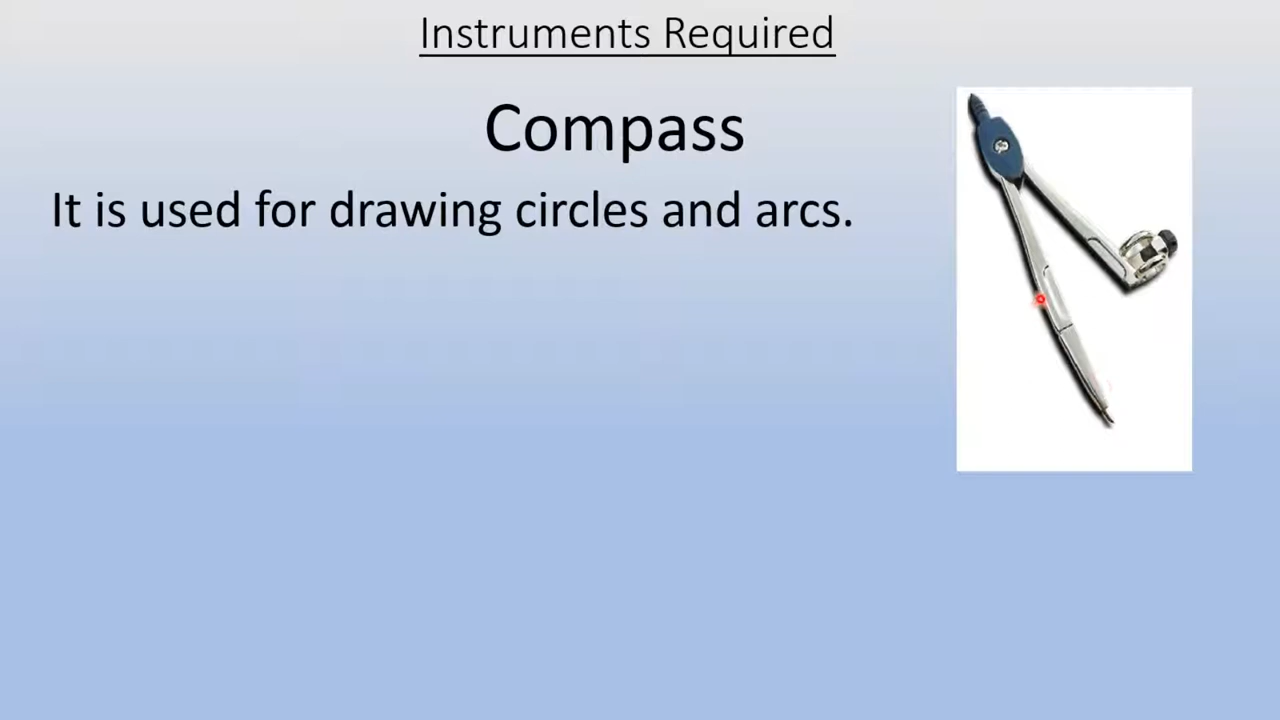 Instruments Required
Compass
It is used for drawing circles and arcs.